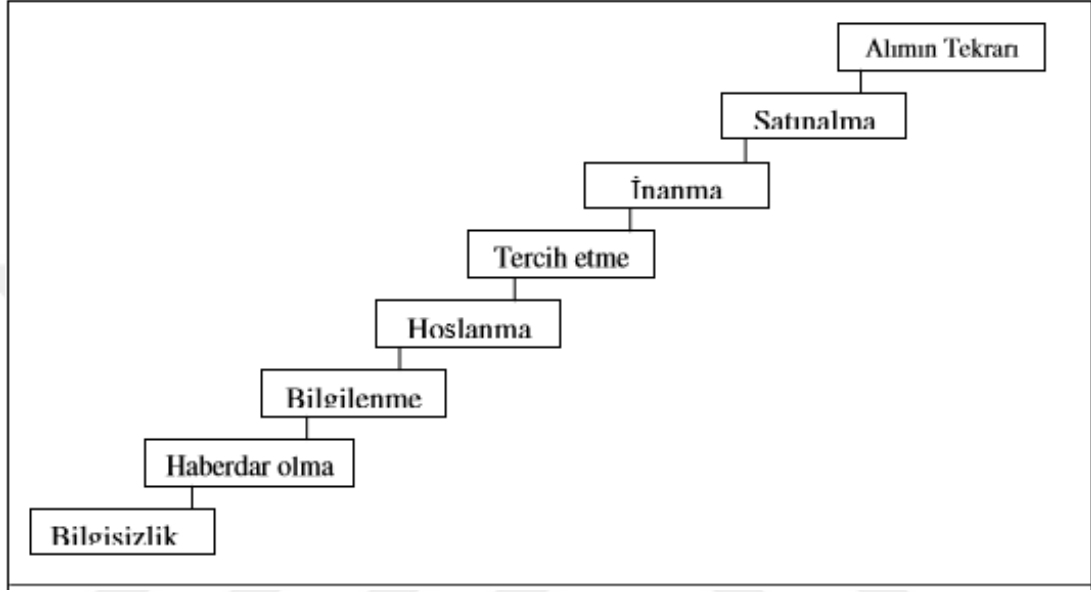 Alımın Tekrarı
Satınalma
İnanma
Tercih etme
Hoslanma
Bilgilenme
Haberdar olma
Bilgisizlik